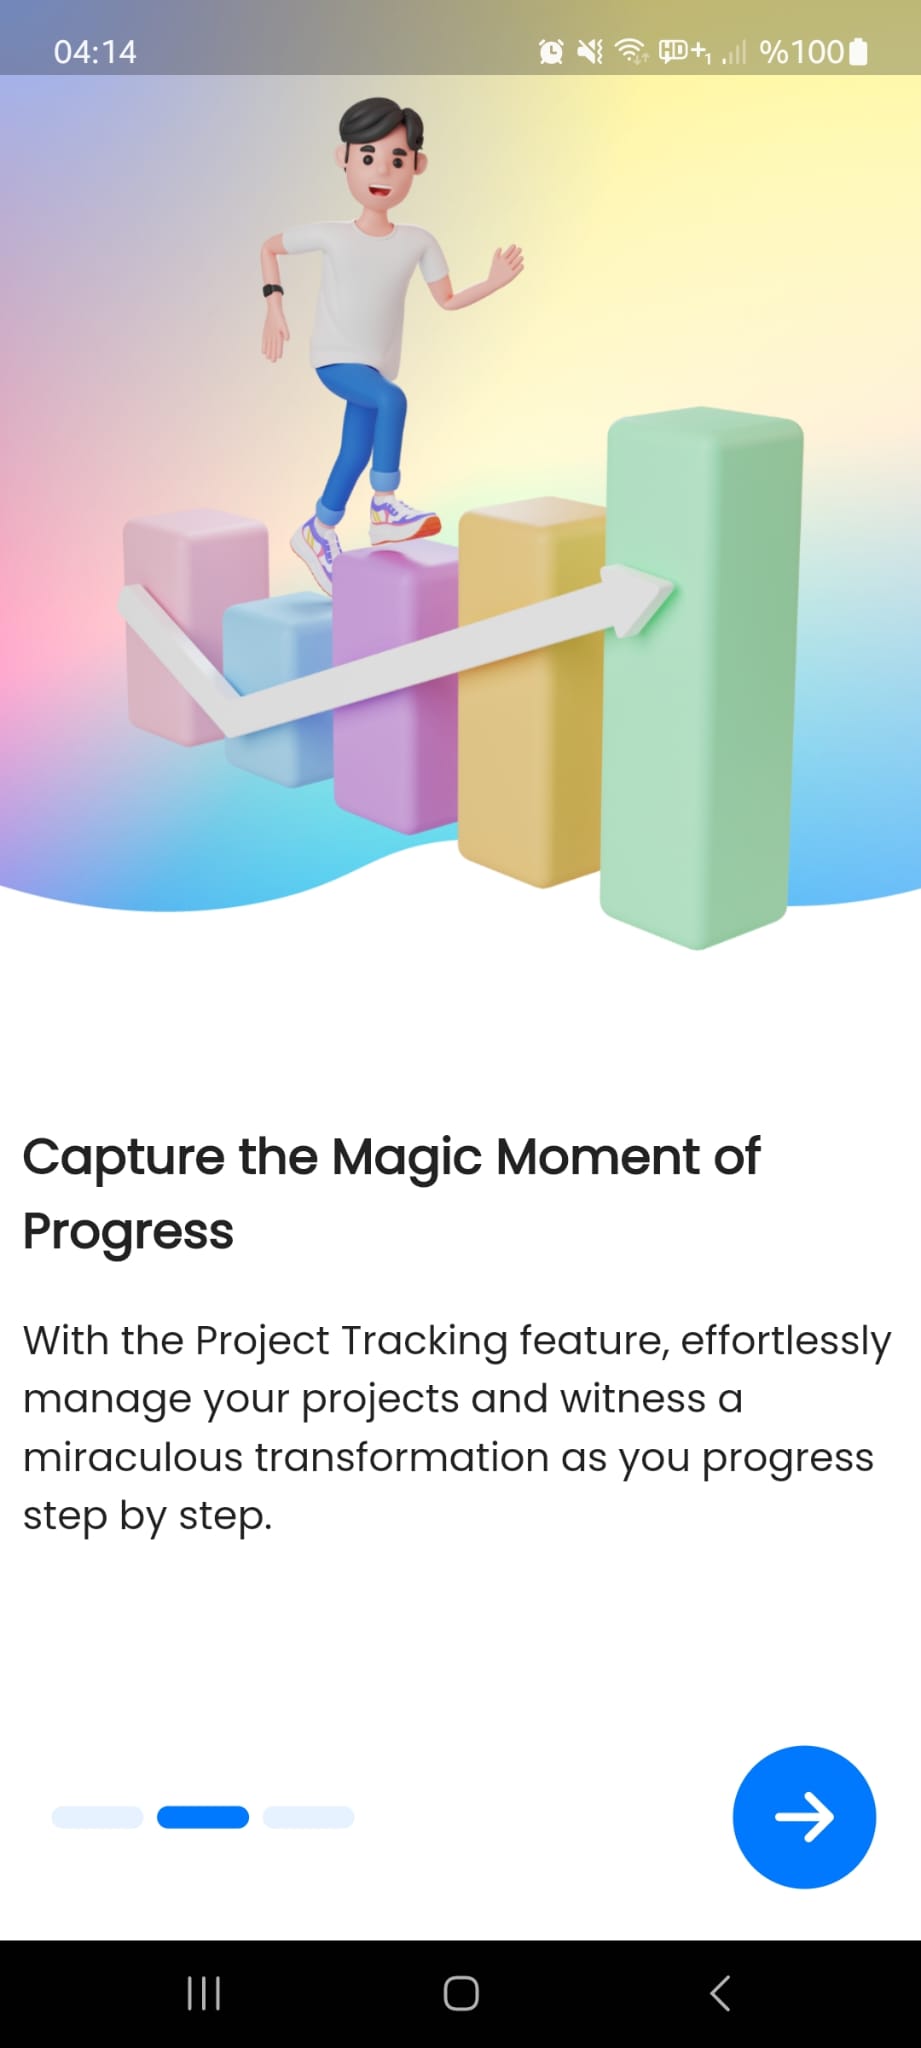 04:14 HD+1 %100
Capture the Magic Moment of
Progress
With the Project Tracking feature, effortlessly
manage your projects and witness a
miraculous transformation as you progress
step by step.